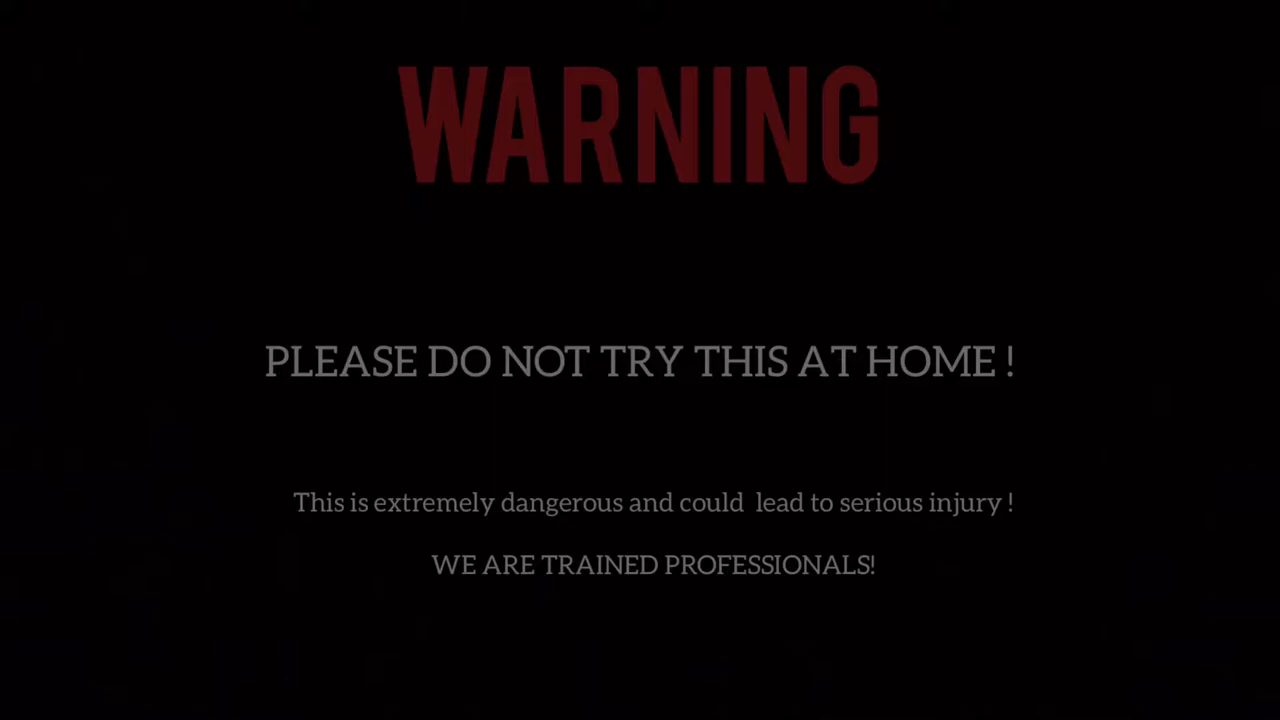 WARNING
PLEASE DO NOT TRY THIS AT HOME !
This is extremely dangerous and could  lead to serious injury !
WE ARE TRAINED PROFESSIONALS!